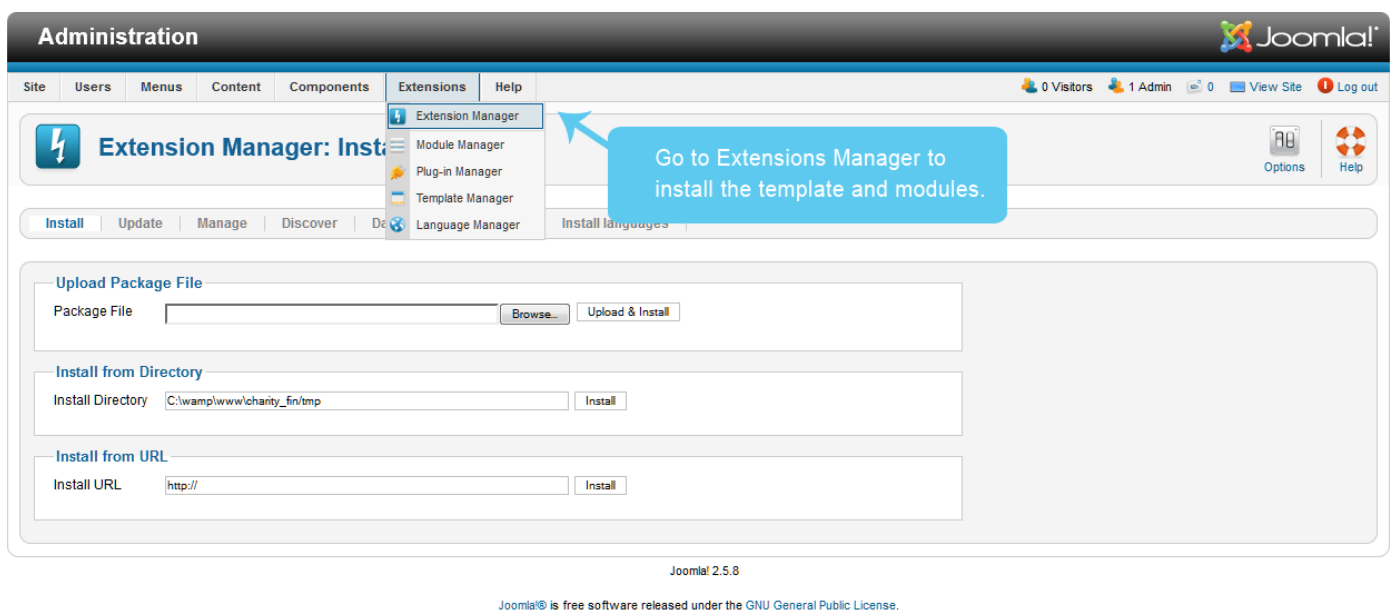 Administration
Joomla!
Site Users Menus Content Components Extensions Help
0 Visitors 1 Admin 0 View Site Log out
Extension Manager
Extension Manager: Insta
Module Manager
Plug-in Manager
Template Manager
Language Manager
Go to Extensions Manager to
install the template and modules.
Options Help
Install Update Manage Discover Da Install languages
Upload Package File
Package File Browse... Upload & Install
Install from Directory
Install Directory C:\wamp\www\charity_fin/tmp Install
Install from URL
Install URL http:// Install
Joomla! 2.5.8
Joomla!® is free software released under the GNU General Public License.